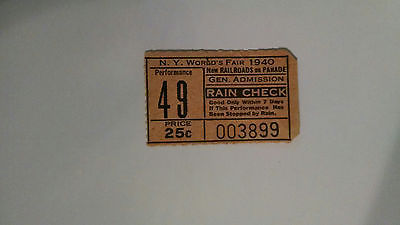 N. Y. World's Fair 1940
Performance
New RAILROADS on PARADE
Gen. Admission
49
RAIN CHECK
Good Only Within 2 Days
If This Performance Has
Been Stopped by Rain.
PRICE
25c
003899